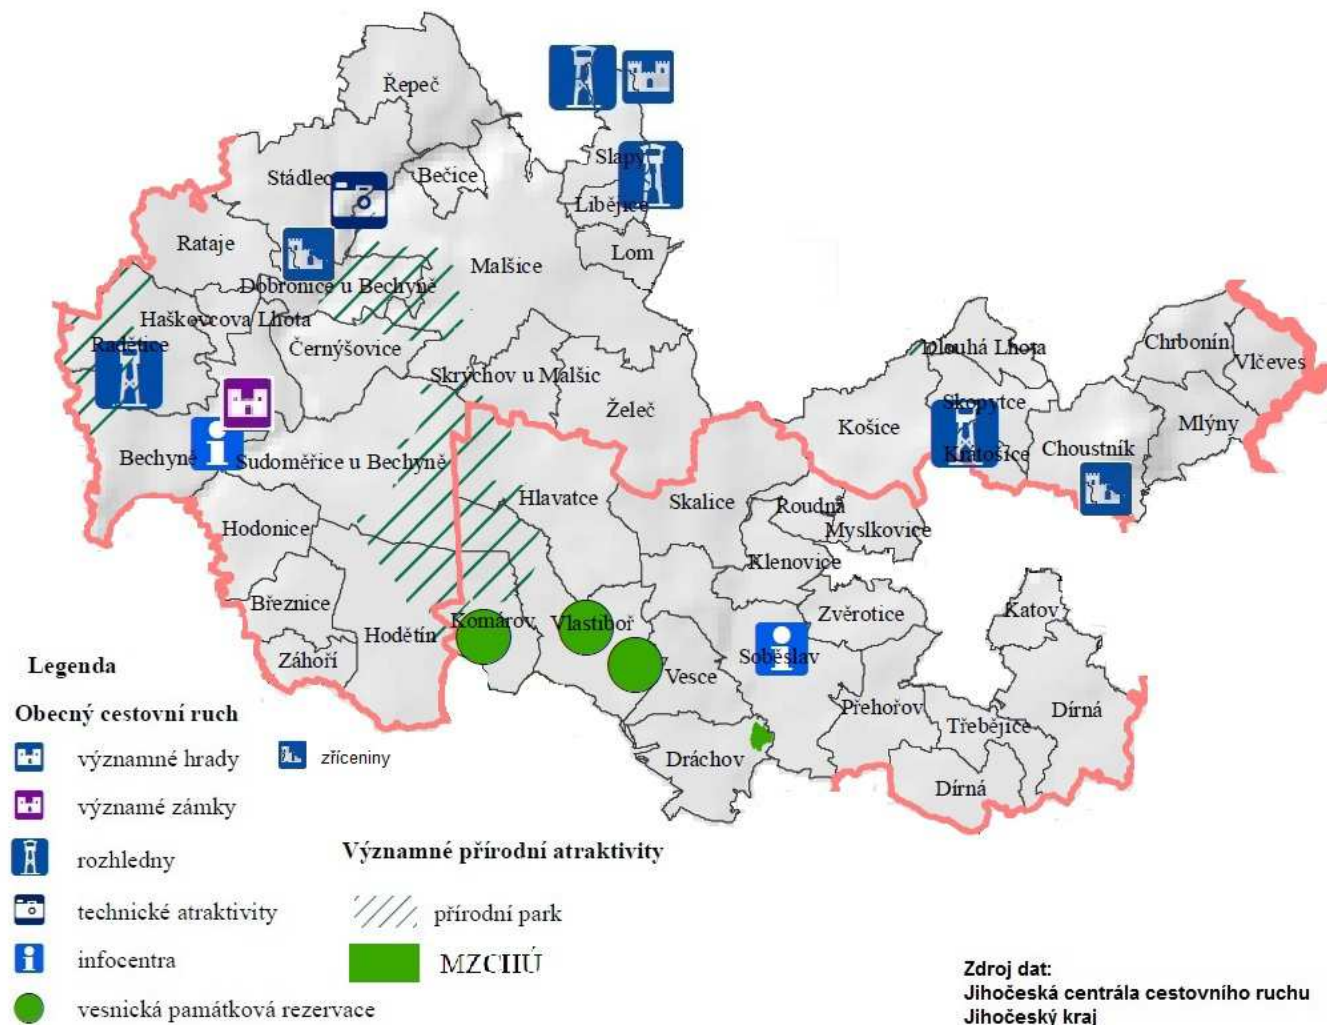 Řepeč
Slapy
Stádlec
Bečice
Libějice
Rataje
Lom
Malšice
Dobronice u Bechyně
Haškovcova Lhota
Radětice
Černýšovice
Dlouhá Lhota
Chrbonín
Vlčeves
Skrýchov u Malšic
Želeč
Skopytce
Košice
Mlýny
Choustník
Krátošice
Bechyně
Sudoměřice u Bechyně
Hlavatce
Skalice
Roudná
Myslkovice
Hodonice
Klenovice
Březnice
Zvěrotice
Katov
Komárov
Vlastiboř
Hodětín
Záhoří
Soběslav
Vesce
Přehořov
Třebějice
Dírná
Dráchov
Dírná
Legenda
Obecný cestovní ruch
významné hrady
zříceniny
význámé zámky
rozhledny
technické atraktivity
infocentra
vesnická památková rezervace
Významné přírodní atraktivity
přírodní park
MZCHÚ
Zdroj dat:
Jihočeská centrála cestovního ruchu
Jihočeský kraj